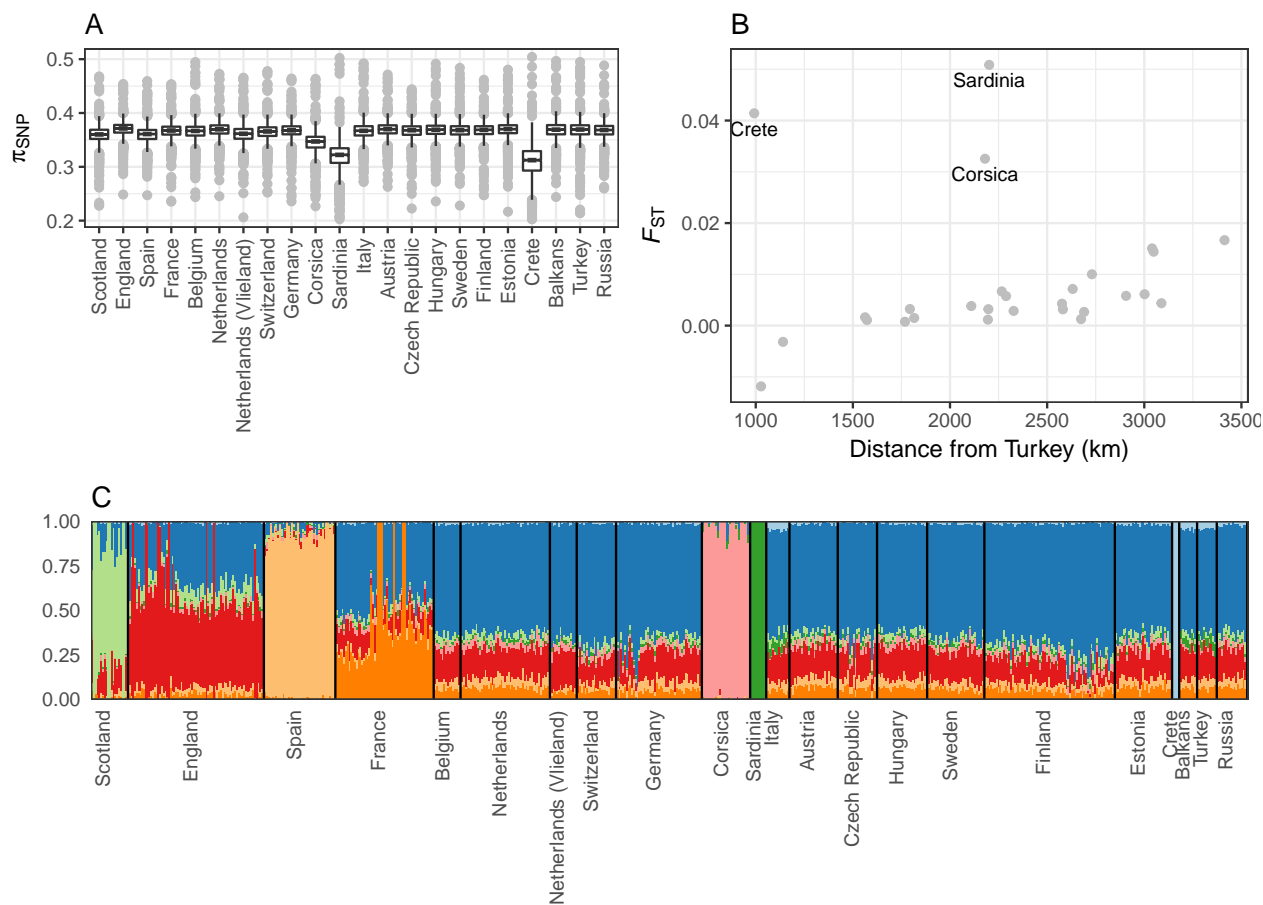 A
πSNP
0.5
0.4
0.3
0.2
Scotland
England
Spain
France
Belgium
Netherlands
Netherlands (Vlieland)
Switzerland
Germany
Corsica
Sardinia
Italy
Austria
Czech Republic
Hungary
Sweden
Finland
Estonia
Crete
Balkans
Turkey
Russia
B
FST
0.04
0.02
0.00
Sardinia
Crete
Corsica
1000 1500 2000 2500 3000 3500
Distance from Turkey (km)
C
1.00
0.75
0.50
0.25
0.00
Scotland
England
Spain
France
Belgium
Netherlands
Netherlands (Vlieland)
Switzerland
Germany
Corsica
Sardinia
Italy
Austria
Czech Republic
Hungary
Sweden
Finland
Estonia
Crete
Balkans
Turkey
Russia